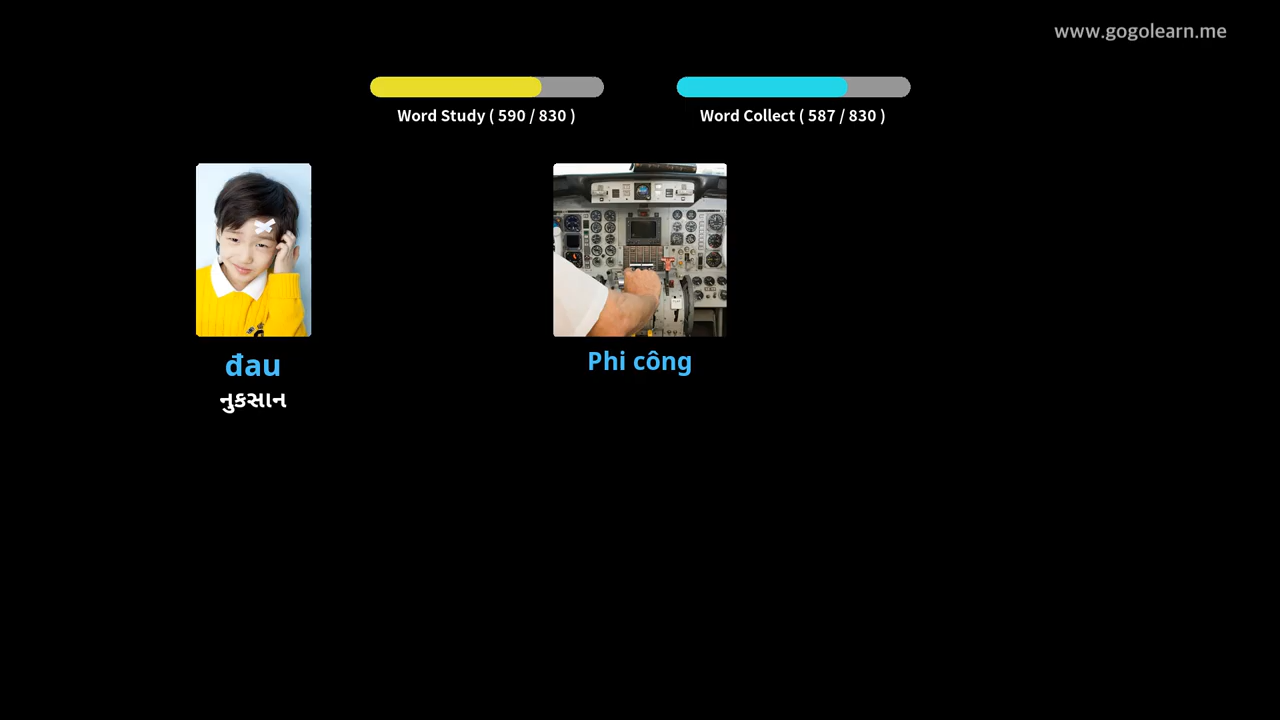 www.gogolearn.me
Word Study ( 590 / 830 )
Word Collect ( 587 / 830 )
đau
નુકસાન
Phi công